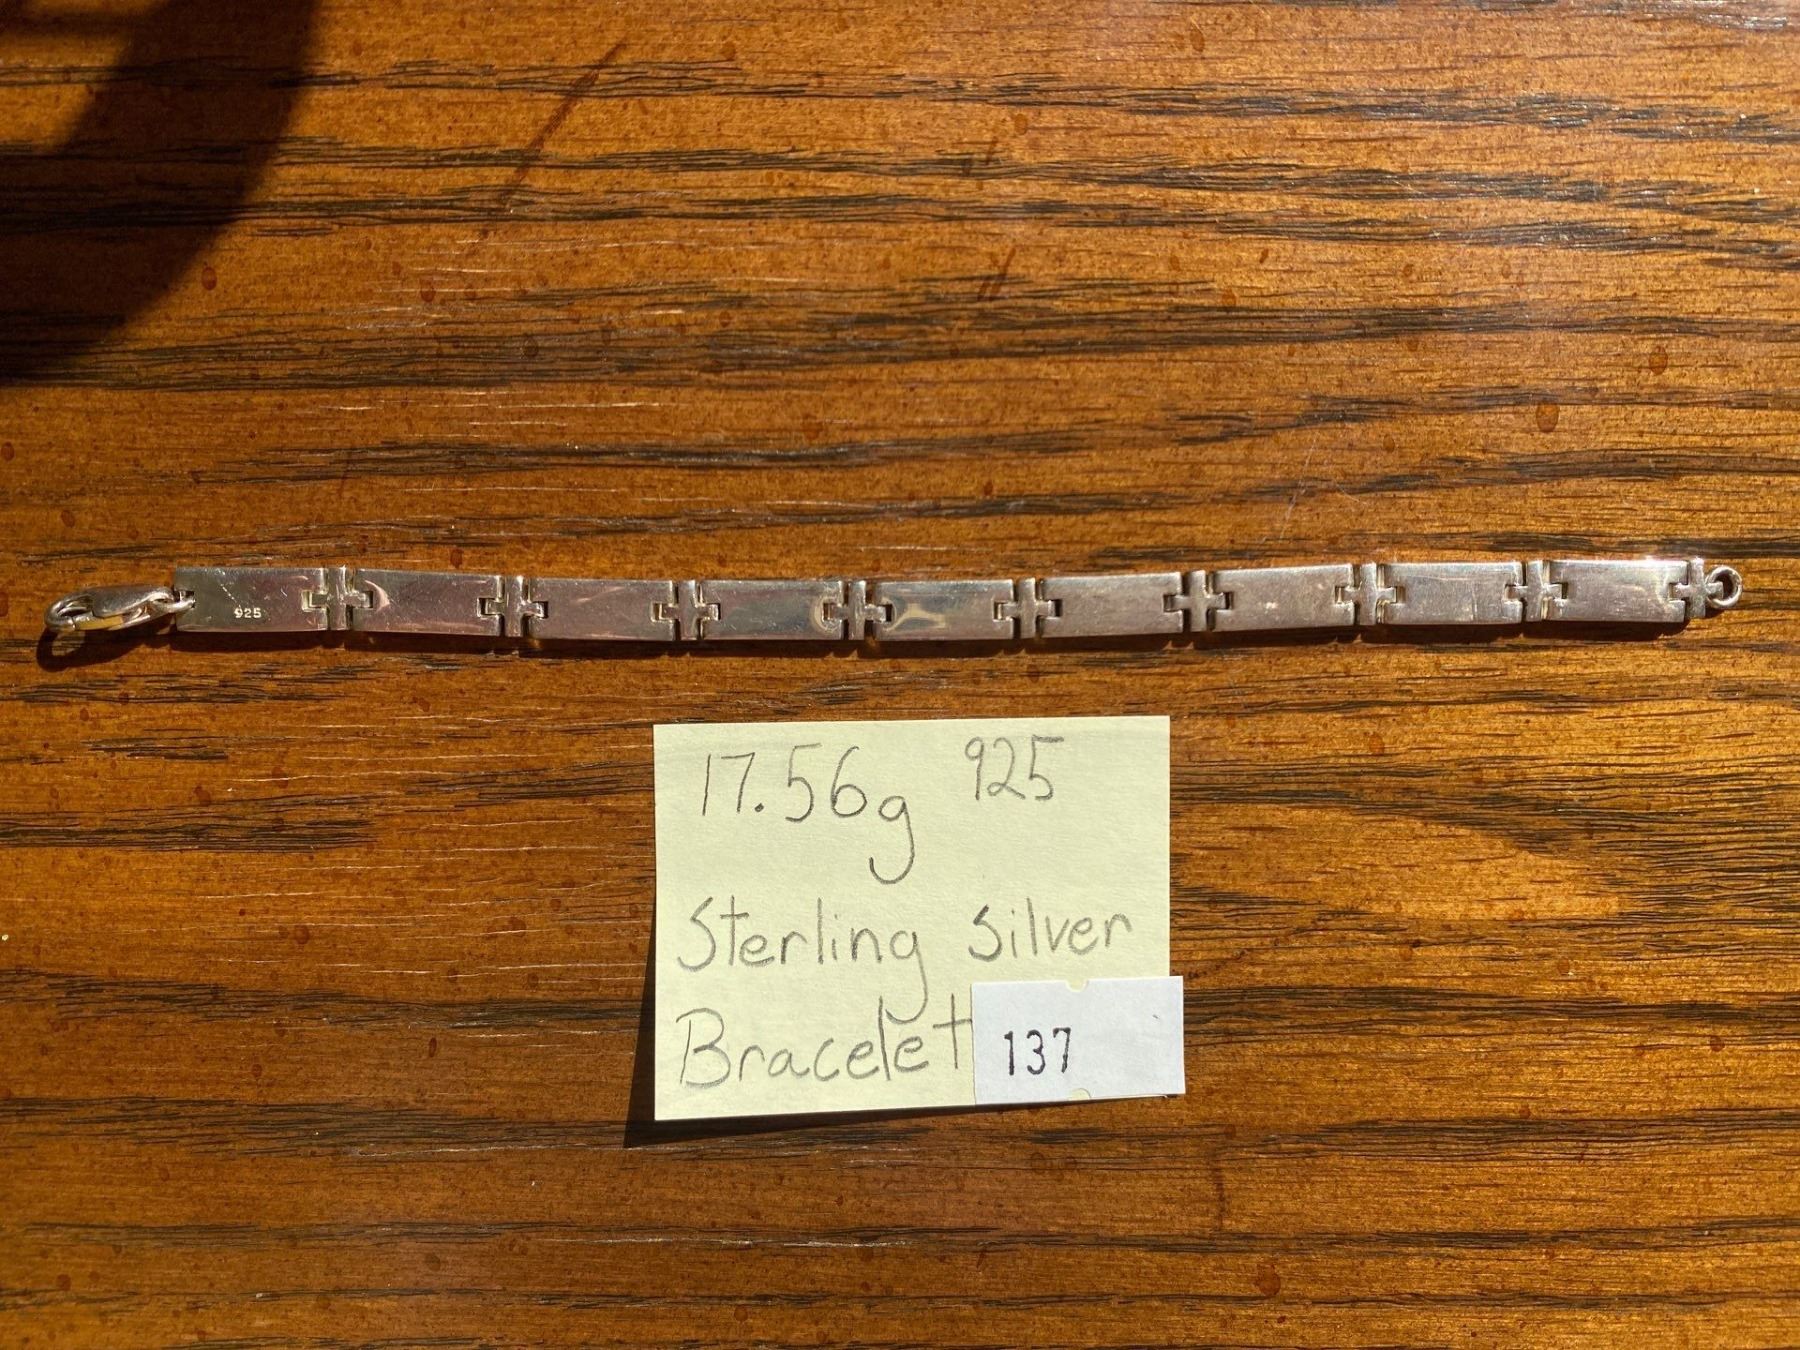 925
17.56g 925
Sterling Silver
Bracelet
137